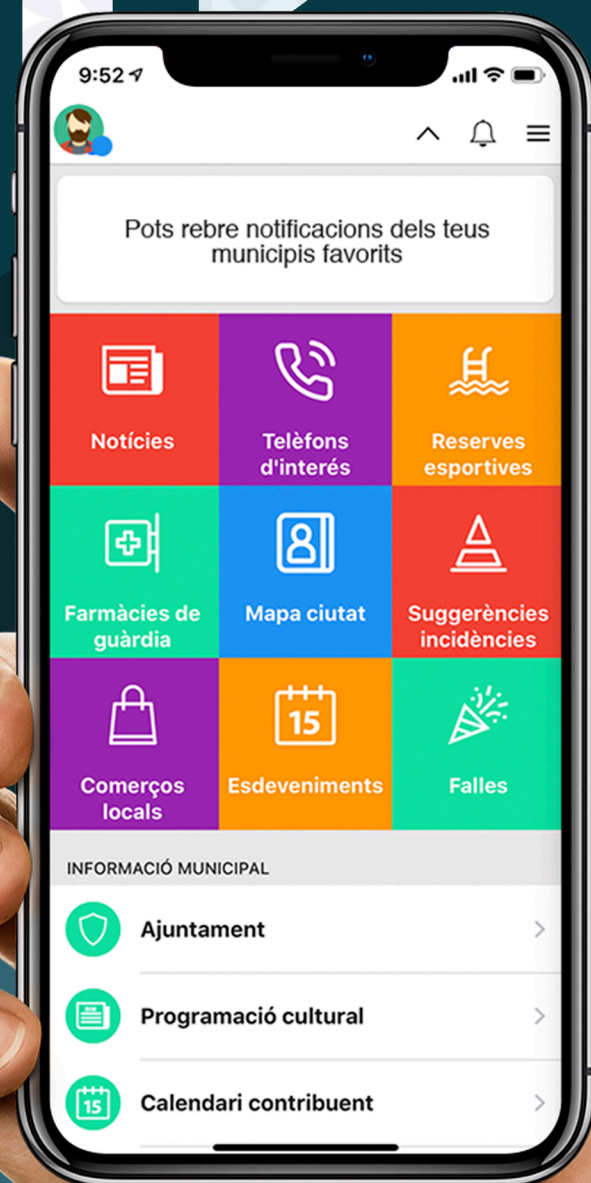 9:52
Pots rebre notificacions dels teus
municipis favorits
Notícies
Telèfons
d'interés
Reserves
esportives
Farmàcies de
guàrdia
Mapa ciutat
Suggerències
incidències
Comerços
locals
15
Esdeveniments
Falles
INFORMACIÓ MUNICIPAL
Ajuntament
Programació cultural
15
Calendari contribuent